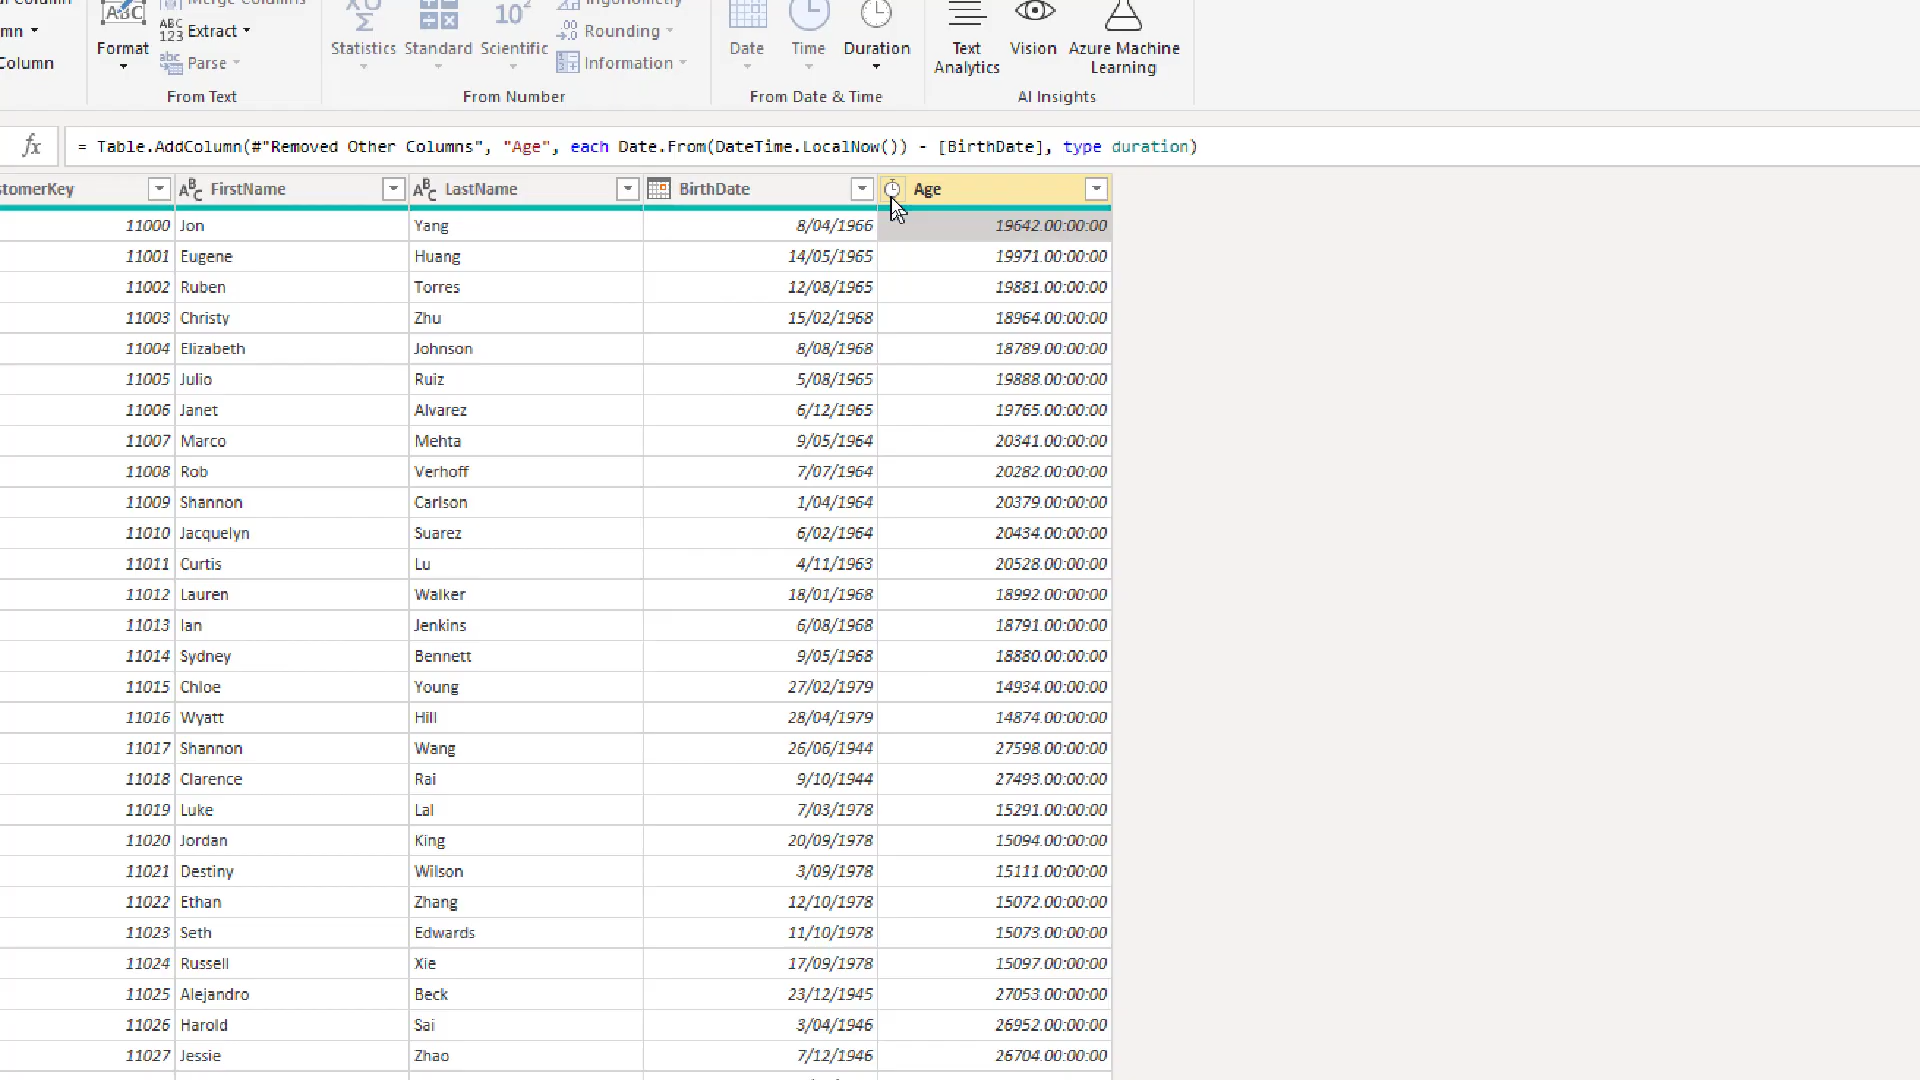 ABC
Format
ABC
123 Extract
abc Parse
From Text
ΧΟ
Σ
Statistics
Standard
10²
Scientific
.00
→.0 Rounding
Information
From Number
Date
Time
Duration
From Date & Time
Text
Analytics
Vision
Azure Machine
Learning
AI Insights
fx
= Table.AddColumn(#"Removed Other Columns", "Age", each Date.From(DateTime.LocalNow()) - [BirthDate], type duration)
stomerKey ABC FirstName ABC LastName BirthDate Age
11000 Jon Yang 8/04/1966 19642.00:00:00
11001 Eugene Huang 14/05/1965 19971.00:00:00
11002 Ruben Torres 12/08/1965 19881.00:00:00
11003 Christy Zhu 15/02/1968 18964.00:00:00
11004 Elizabeth Johnson 8/08/1968 18789.00:00:00
11005 Julio Ruiz 5/08/1965 19888.00:00:00
11006 Janet Alvarez 6/12/1965 19765.00:00:00
11007 Marco Mehta 9/05/1964 20341.00:00:00
11008 Rob Verhoff 7/07/1964 20282.00:00:00
11009 Shannon Carlson 1/04/1964 20379.00:00:00
11010 Jacquelyn Suarez 6/02/1964 20434.00:00:00
11011 Curtis Lu 4/11/1963 20528.00:00:00
11012 Lauren Walker 18/01/1968 18992.00:00:00
11013 Ian Jenkins 6/08/1968 18791.00:00:00
11014 Sydney Bennett 9/05/1968 18880.00:00:00
11015 Chloe Young 27/02/1979 14934.00:00:00
11016 Wyatt Hill 28/04/1979 14874.00:00:00
11017 Shannon Wang 26/06/1944 27598.00:00:00
11018 Clarence Rai 9/10/1944 27493.00:00:00
11019 Luke Lal 7/03/1978 15291.00:00:00
11020 Jordan King 20/09/1978 15094.00:00:00
11021 Destiny Wilson 3/09/1978 15111.00:00:00
11022 Ethan Zhang 12/10/1978 15072.00:00:00
11023 Seth Edwards 11/10/1978 15073.00:00:00
11024 Russell Xie 17/09/1978 15097.00:00:00
11025 Alejandro Beck 23/12/1945 27053.00:00:00
11026 Harold Sai 3/04/1946 26952.00:00:00
11027 Jessie Zhao 7/12/1946 26704.00:00:00